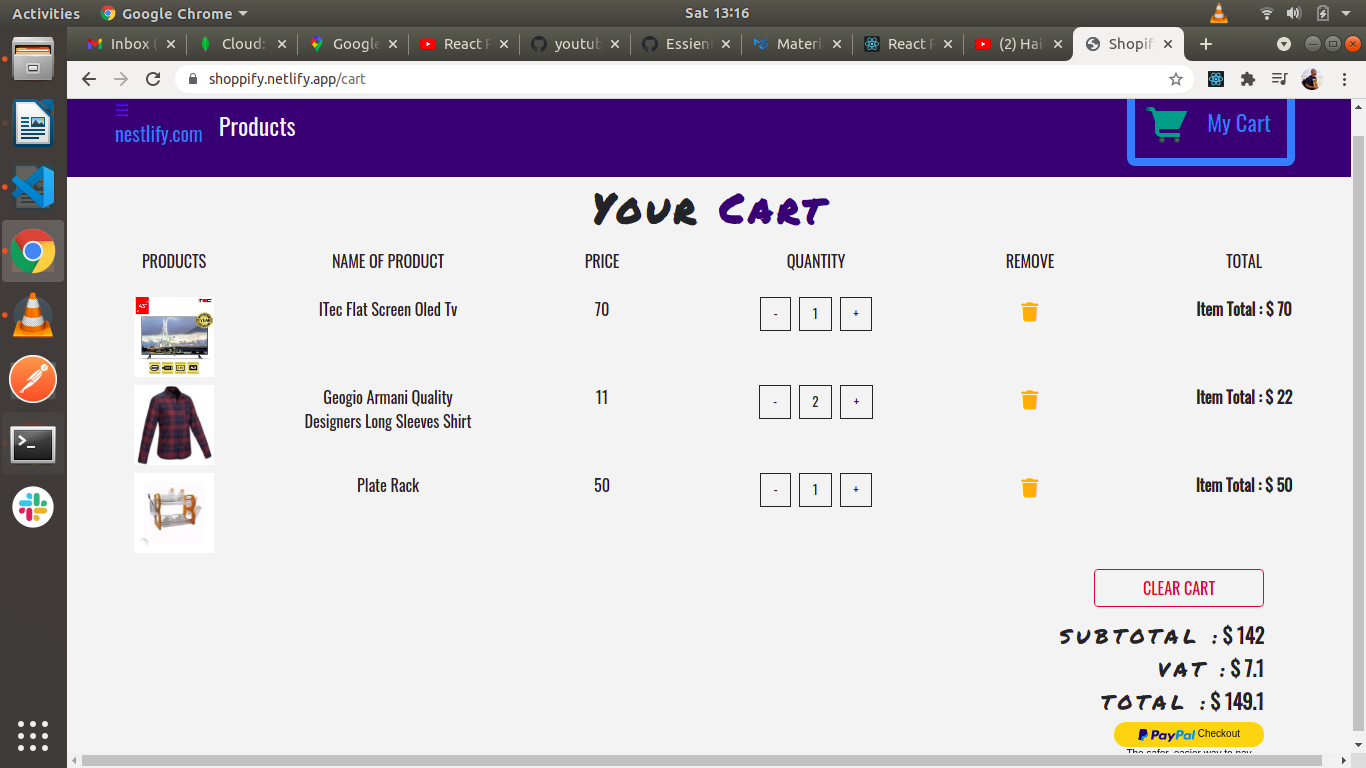 Activities Google Chrome Sat 13:16
Inbox ( Cloud: Google React F youtub Essien Materi React F (2) Hai Shopif
shoppify.netlify.app/cart
nestlify.com Products My Cart
Your Cart
PRODUCTS NAME OF PRODUCT PRICE QUANTITY REMOVE TOTAL
ITec Flat Screen Oled Tv 70 - 1 + Item Total : $ 70
Geogio Armani Quality 11 - 2 + Item Total : $ 22
Designers Long Sleeves Shirt
Plate Rack 50 - 1 + Item Total : $ 50
CLEAR CART
SUBTOTAL : $ 142
VAT : $ 7.1
TOTAL : $ 149.1
PayPal Checkout
The safer, easier way to pay